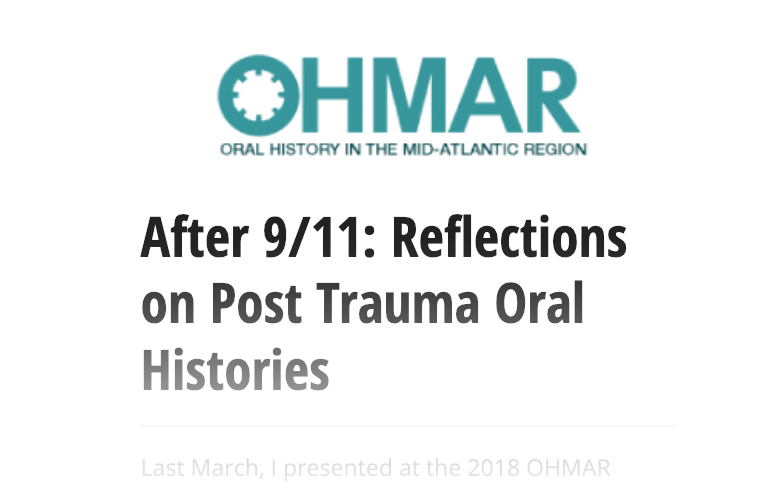 OHMAR
ORAL HISTORY IN THE MID-ATLANTIC REGION
After 9/11: Reflections
on Post Trauma Oral
Histories
Last March, I presented at the 2018 OHMAR